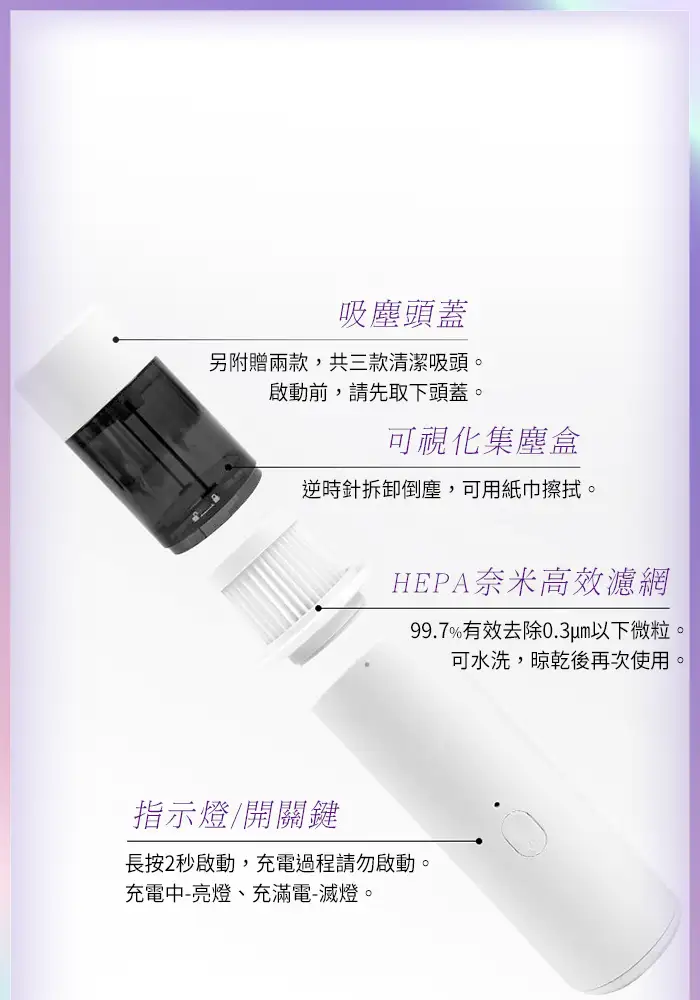 吸塵頭蓋
另附贈兩款，共三款清潔吸頭。
啟動前，請先取下頭蓋。
可視化集塵盒
逆時針拆卸倒塵，可用紙巾擦拭。
HEPA奈米高效濾網
99.7%有效去除0.3μm以下微粒。
可水洗，晾乾後再次使用。
指示燈/開關鍵
長按2秒啟動，充電過程請勿啟動。
充電中-亮燈、充滿電-滅燈。